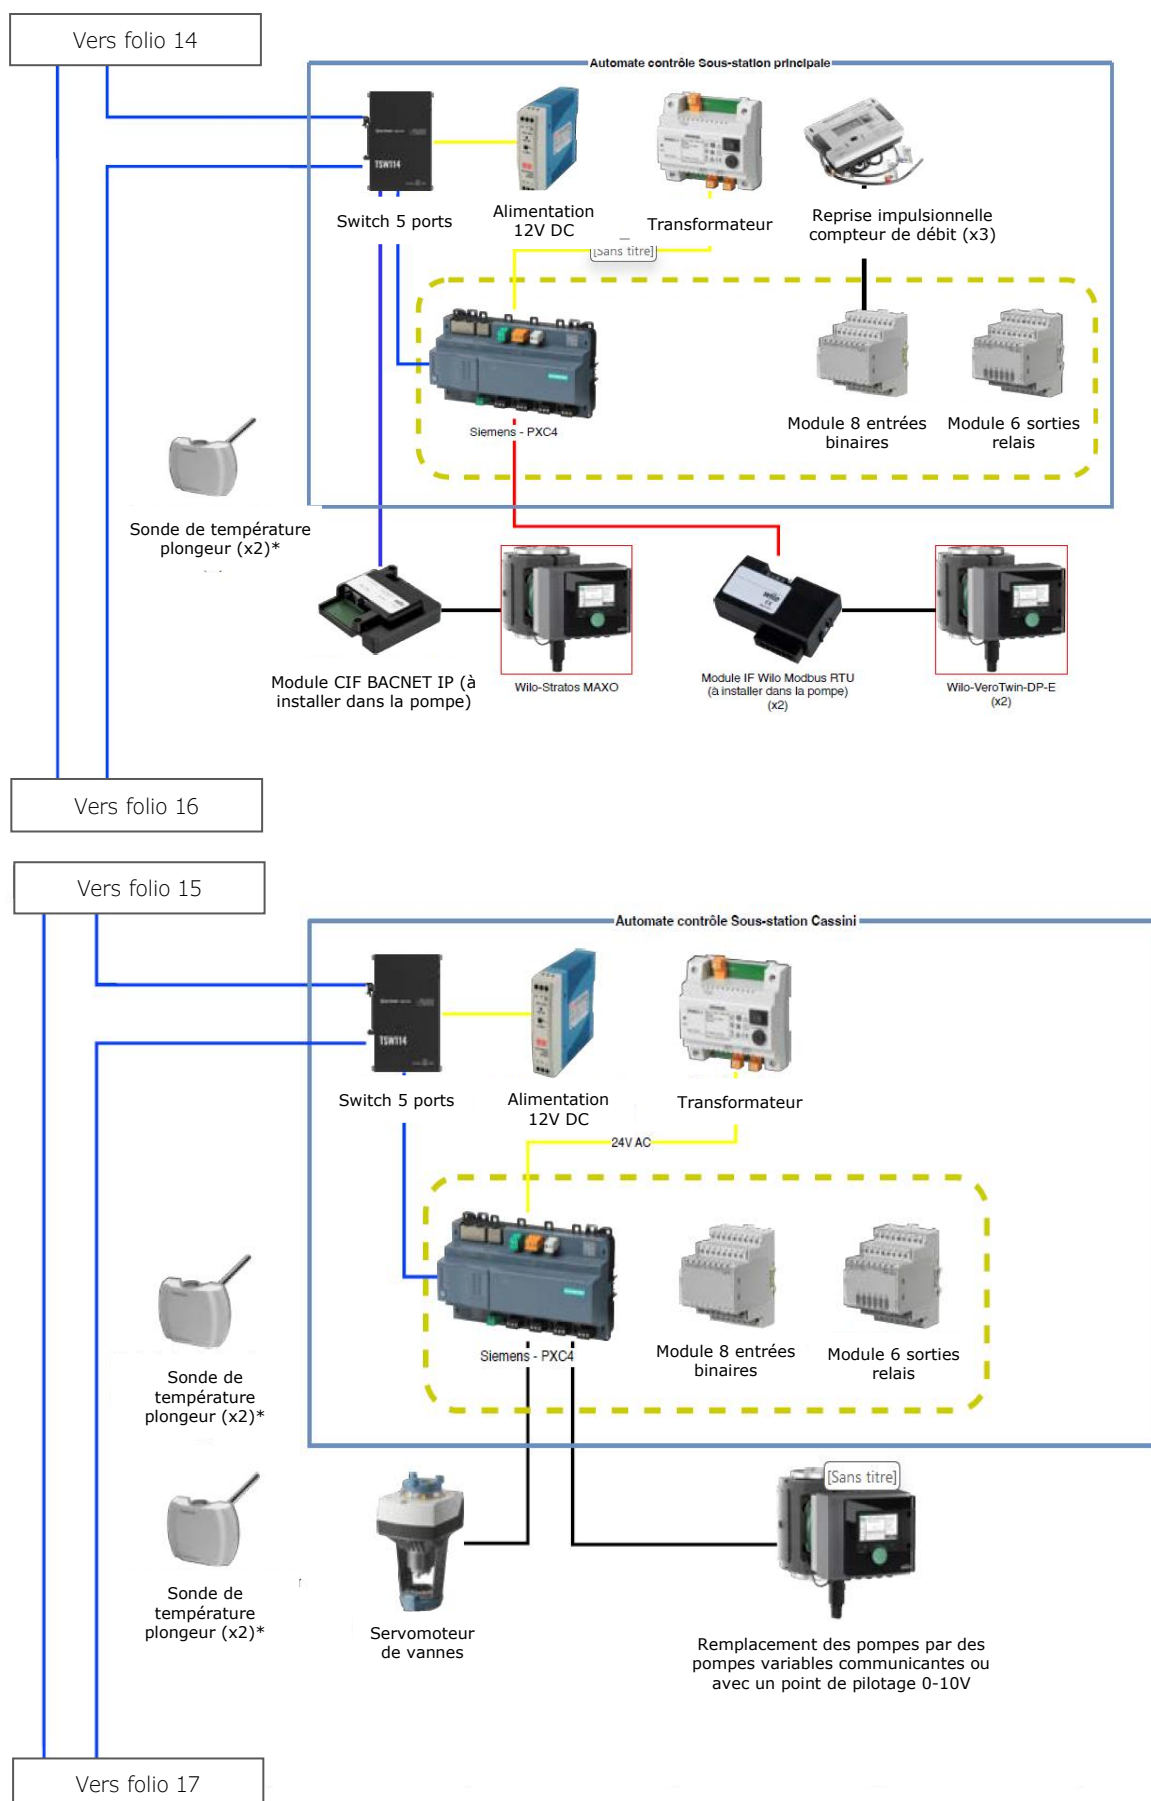 Vers folio 14
Automate contrôle Sous-station principale
TSW114
Switch 5 ports
Alimentation
12V DC
Transformateur
Reprise impulsionnelle
compteur de débit (x3)
[Sans titre]
Siemens - PXC4
Module 8 entrées
binaires
Module 6 sorties
relais
Sonde de température
plongeur (x2)*
Module CIF BACNET IP (à
installer dans la pompe)
Wilo-Stratos MAXO
wilo
Module IF Wilo Modbus RTU
(à installer dans la pompe)
(x2)
Wilo-VeroTwin-DP-E
(x2)
Vers folio 16
Vers folio 15
Automate contrôle Sous-station Cassini
TSW114
Switch 5 ports
Alimentation
12V DC
Transformateur
24V AC
Siemens - PXC4
Module 8 entrées
binaires
Module 6 sorties
relais
Sonde de
température
plongeur (x2)*
Sonde de
température
plongeur (x2)*
Servomoteur
de vannes
[Sans titre]
Remplacement des pompes par des
pompes variables communicantes ou
avec un point de pilotage 0-10V
Vers folio 17